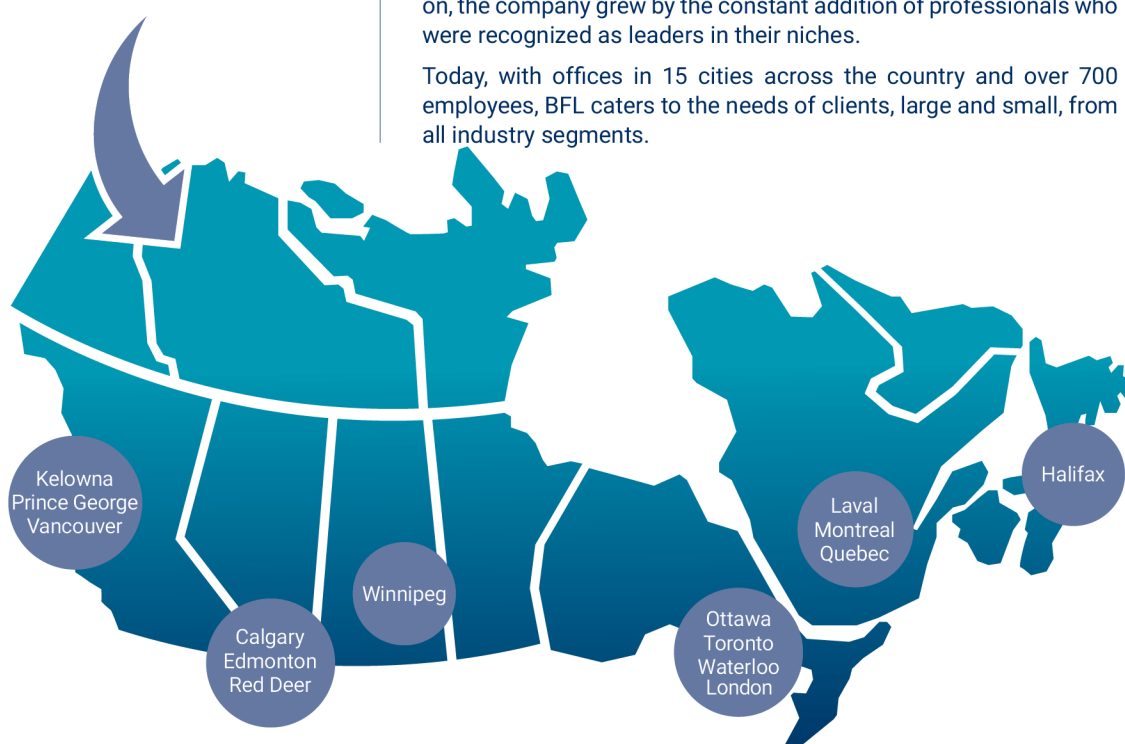 on, the company grew by the constant addition of professionals who
were recognized as leaders in their niches.
Today, with offices in 15 cities across the country and over 700
employees, BFL caters to the needs of clients, large and small, from
all industry segments.
Kelowna
Prince George
Vancouver
Calgary
Edmonton
Red Deer
Winnipeg
Ottawa
Toronto
Waterloo
London
Laval
Montreal
Quebec
Halifax